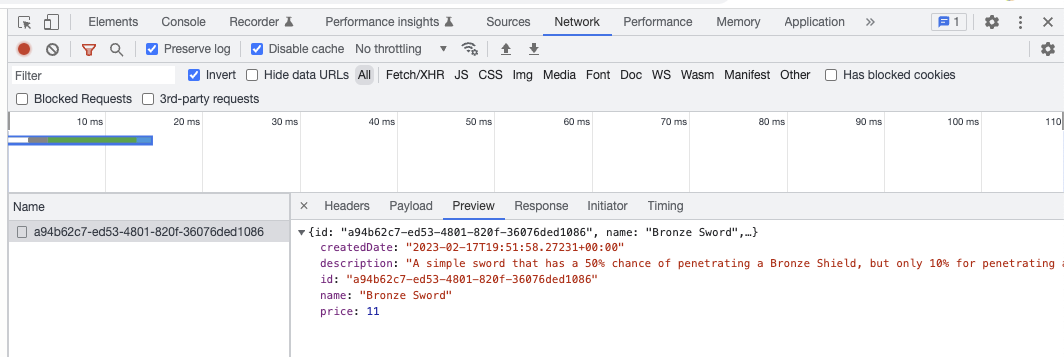 Elements Console Recorder Performance insights Sources Network Performance Memory Application » 1
Preserve log Disable cache No throttling
Filter Invert Hide data URLs All Fetch/XHR JS CSS Img Media Font Doc WS Wasm Manifest Other Has blocked cookies
Blocked Requests 3rd-party requests
10 ms 20 ms 30 ms 40 ms 50 ms 60 ms 70 ms 80 ms 90 ms 100 ms 110
Name × Headers Payload Preview Response Initiator Timing
a94b62c7-ed53-4801-820f-36076ded1086
{id: "a94b62c7-ed53-4801-820f-36076ded1086", name: "Bronze Sword",…}
createdDate: "2023-02-17T19:51:58.27231+00:00"
description: "A simple sword that has a 50% chance of penetrating a Bronze Shield, but only 10% for penetrating a
id: "a94b62c7-ed53-4801-820f-36076ded1086"
name: "Bronze Sword"
price: 11